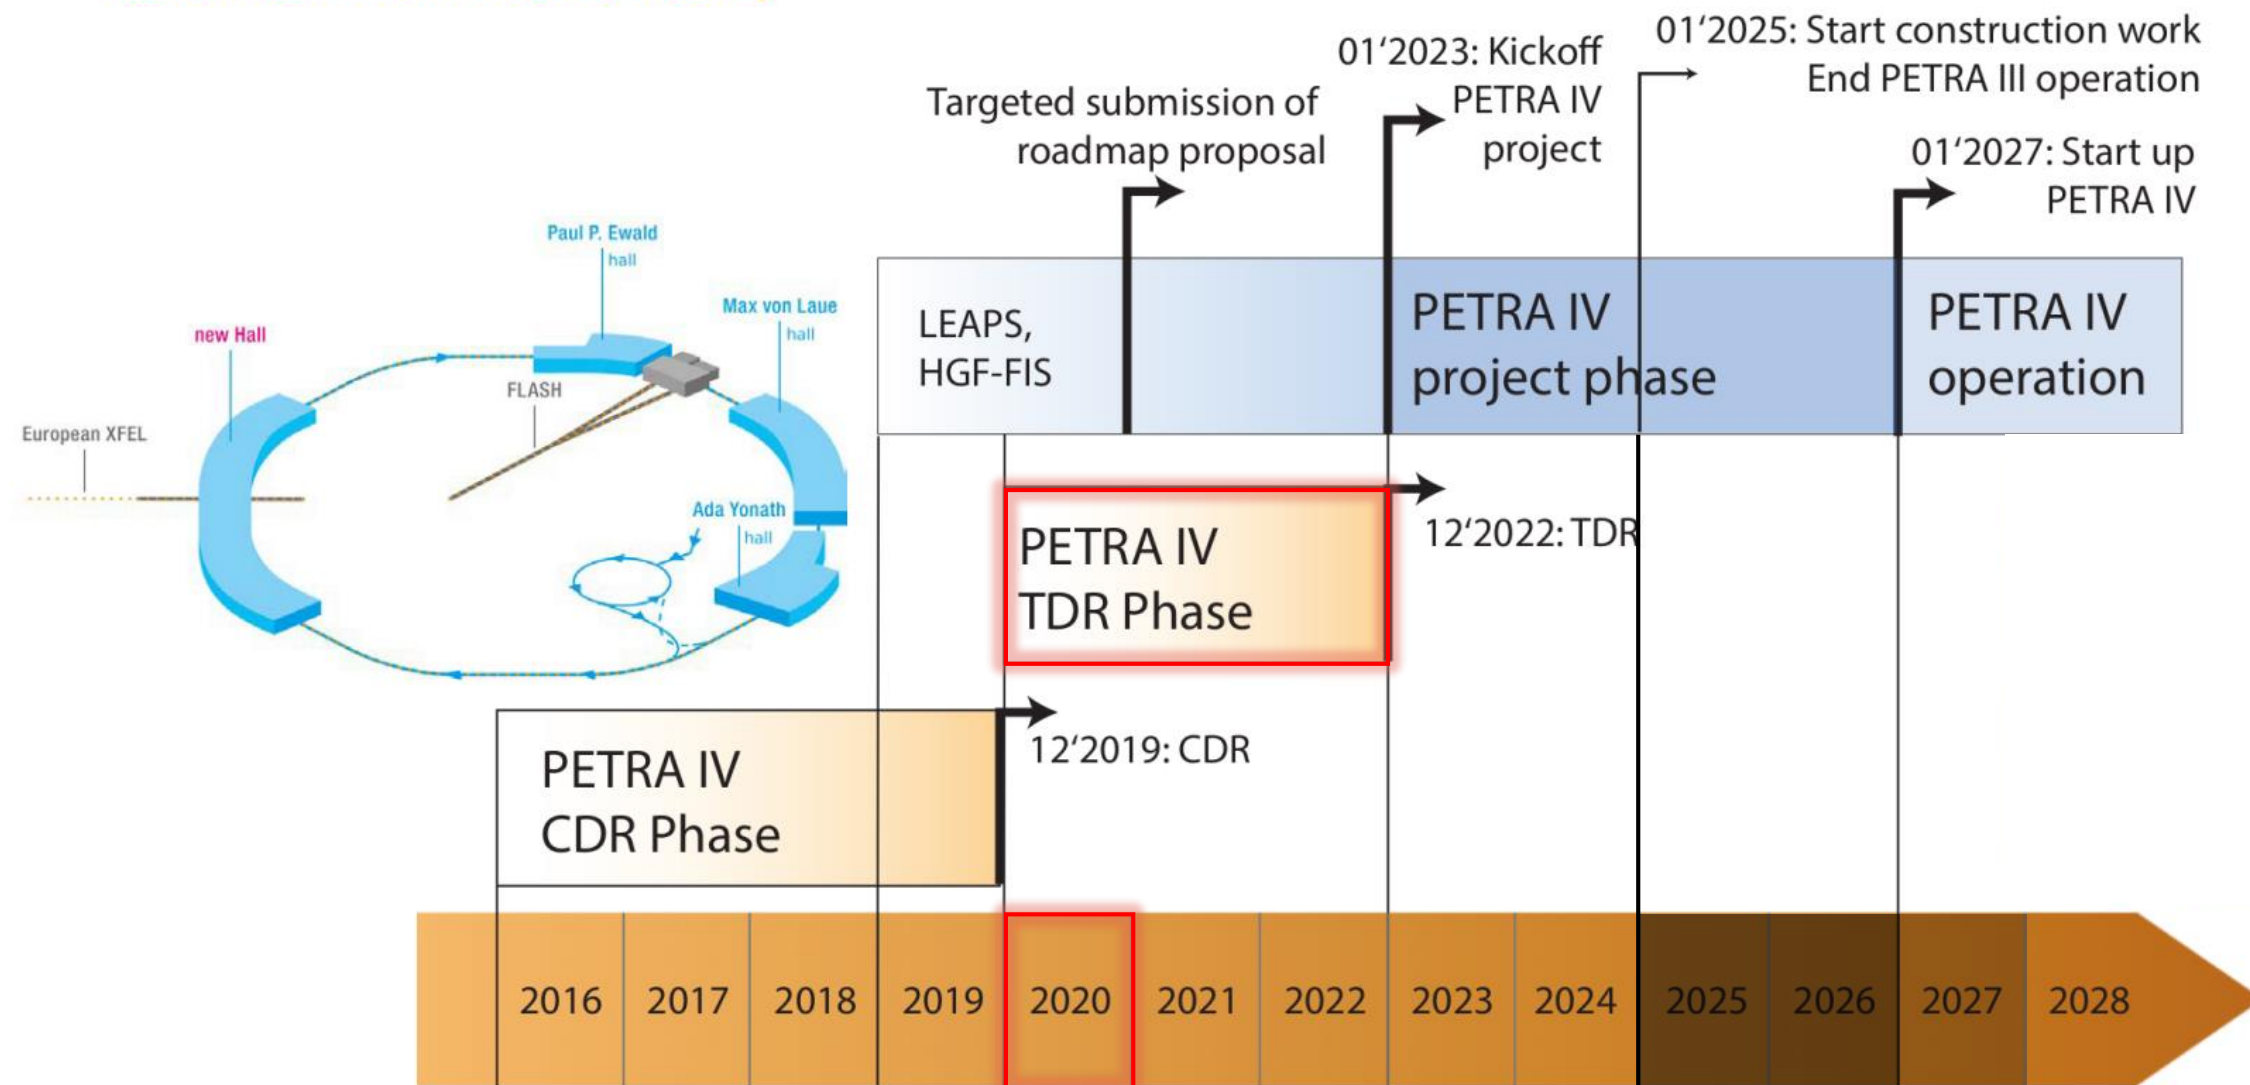 01‘2025: Start construction work
End PETRA III operation
01‘2023: Kickoff
PETRA IV
project
Targeted submission of
roadmap proposal
01‘2027: Start up
PETRA IV
Paul P. Ewald
hall
Max von Laue
hall
new Hall
FLASH
European XFEL
Ada Yonath
hall
LEAPS,
HGF-FIS
PETRA IV
project phase
PETRA IV
operation
PETRA IV
TDR Phase
12‘2022: TDR
PETRA IV
CDR Phase
12‘2019: CDR
2016 2017 2018 2019 2020 2021 2022 2023 2024 2025 2026 2027 2028